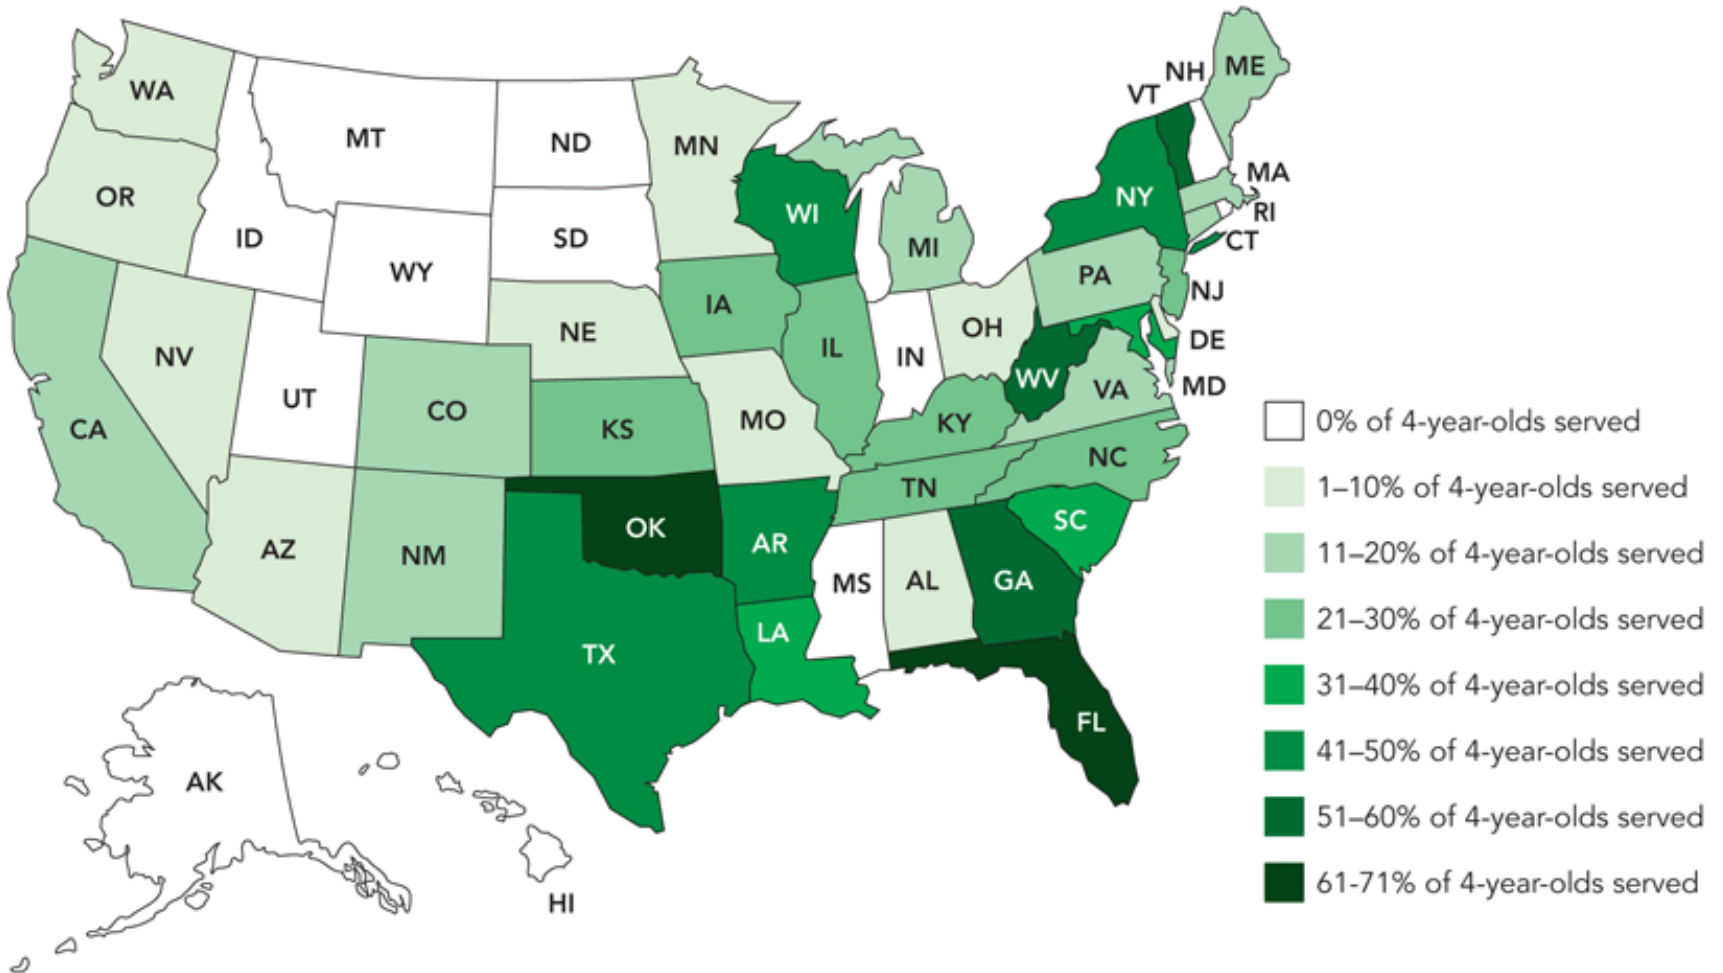 WA
MT
ND
MN
OR
ID
WY
SD
WI
MI
NY
VT
NH
ME
MA
RI
CT
PA
NJ
NV
UT
CO
NE
IA
IL
IN
OH
DE
MD
CA
KS
MO
KY
WV
VA
AZ
NM
OK
AR
TN
NC
SC
TX
LA
MS
AL
GA
FL
AK
HI
0% of 4-year-olds served
1–10% of 4-year-olds served
11–20% of 4-year-olds served
21–30% of 4-year-olds served
31–40% of 4-year-olds served
41–50% of 4-year-olds served
51–60% of 4-year-olds served
61-71% of 4-year-olds served